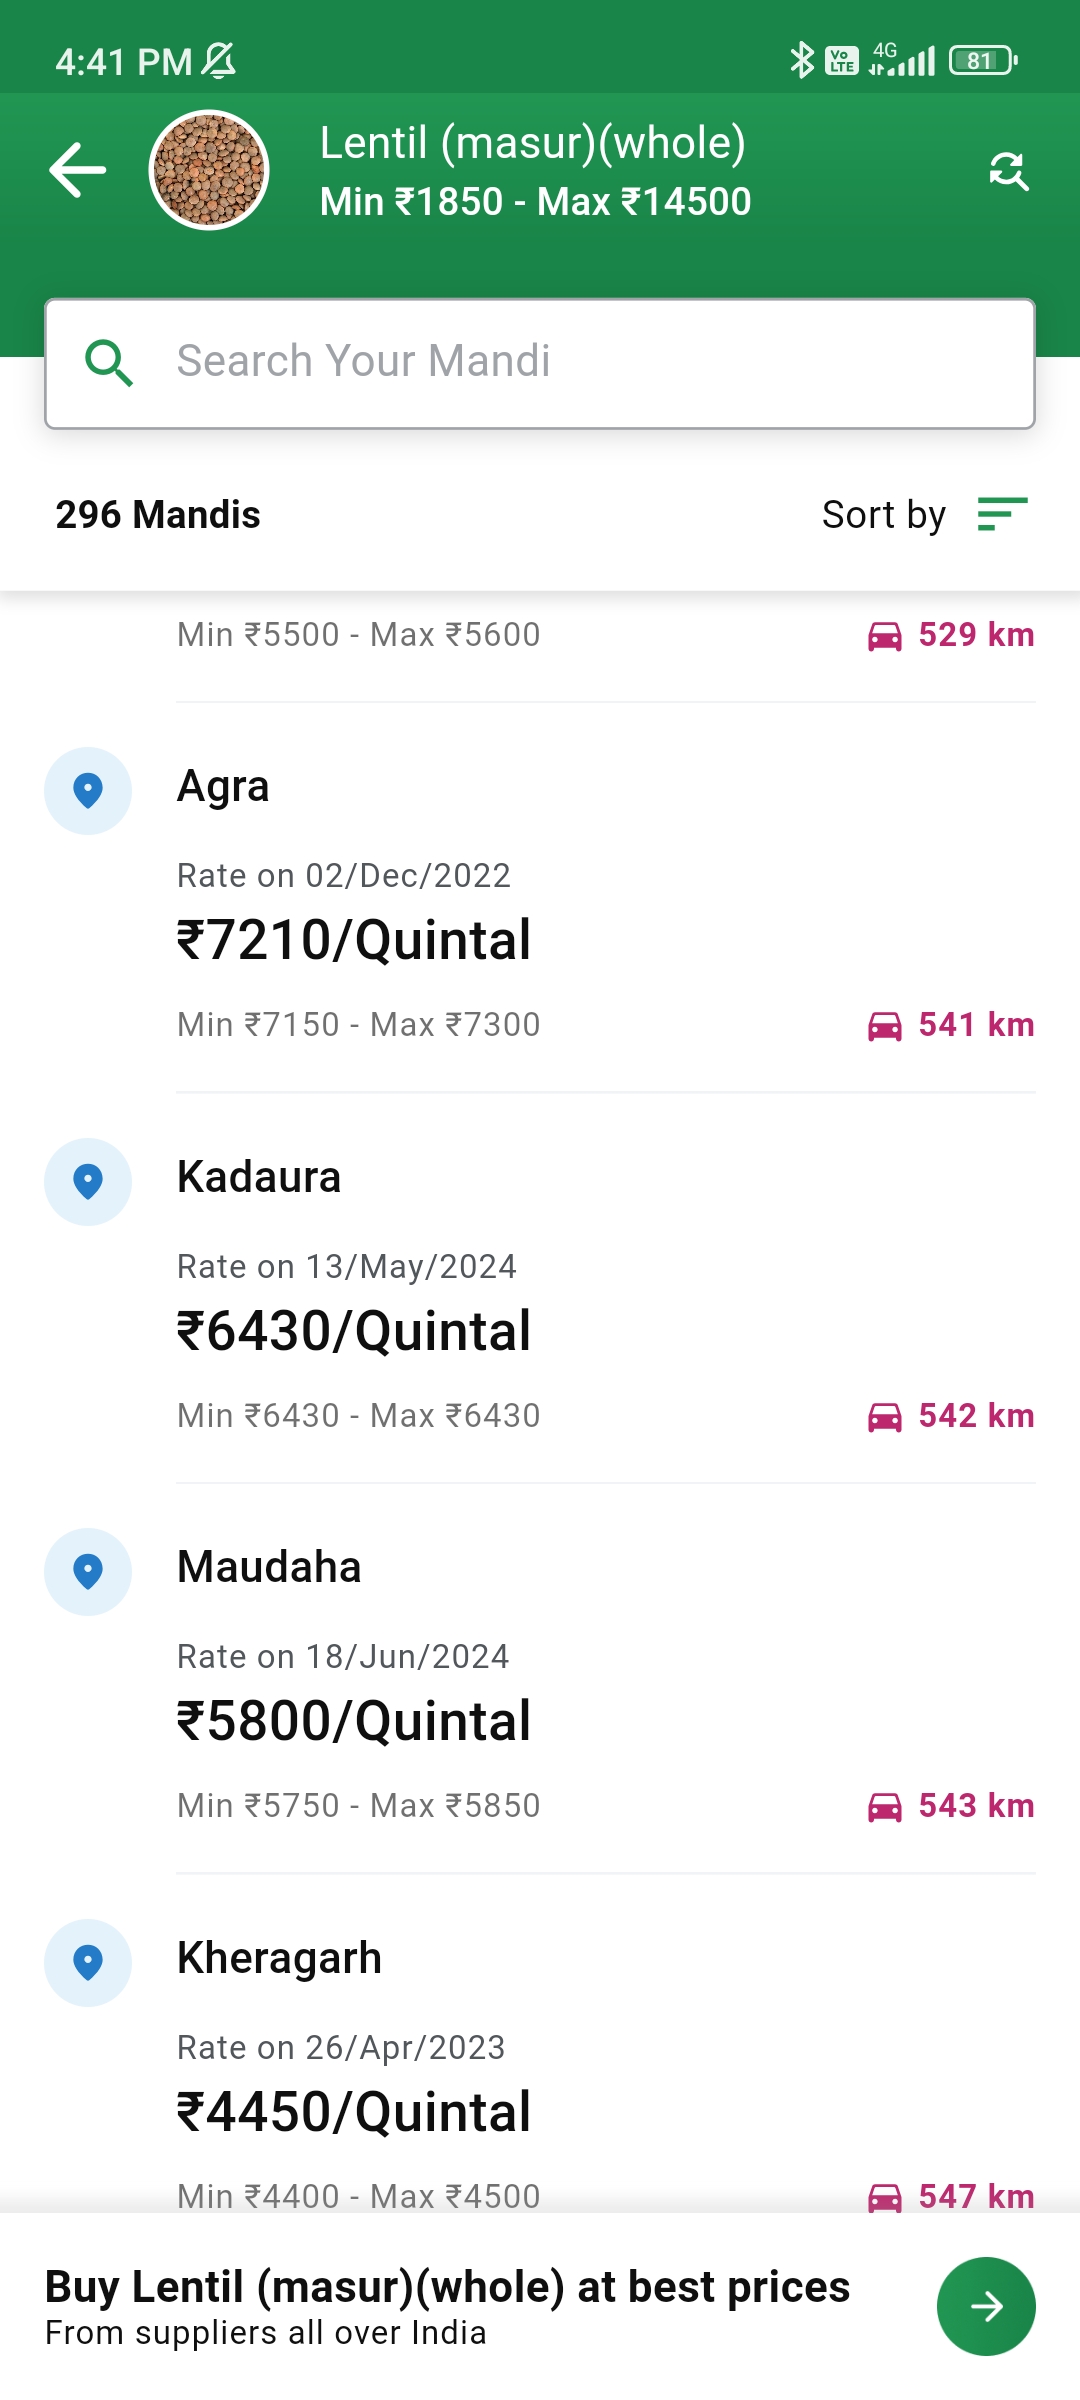 4:41 PM
Vo LTE 4G 81
Lentil (masur)(whole)
Min ₹1850 - Max ₹14500
Search Your Mandi
296 Mandis
Sort by
Min ₹5500 - Max ₹5600
529 km
Agra
Rate on 02/Dec/2022
₹7210/Quintal
Min ₹7150 - Max ₹7300
541 km
Kadaura
Rate on 13/May/2024
₹6430/Quintal
Min ₹6430 - Max ₹6430
542 km
Maudaha
Rate on 18/Jun/2024
₹5800/Quintal
Min ₹5750 - Max ₹5850
543 km
Kheragarh
Rate on 26/Apr/2023
₹4450/Quintal
Min ₹4400 - Max ₹4500
547 km
Buy Lentil (masur)(whole) at best prices
From suppliers all over India